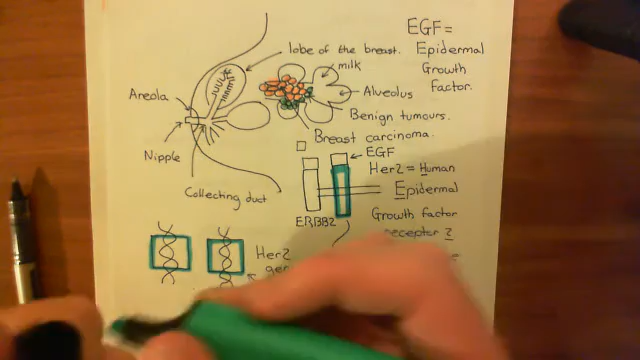 EGF=
Epidermal
Growth
Factor.
lobe of the breast.
milk
Areola
Alveolus
Benign tumours.
Breast carcinoma.
Nipple
EGF
Her2 = Human
Epidermal
Collecting duct
ERBB2
Growth factor
receptor 2
Her2